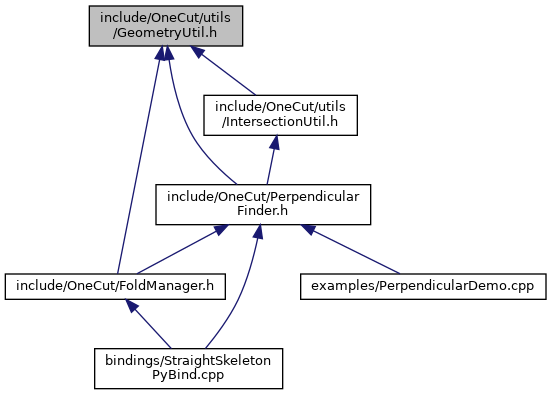 include/OneCut/utils
/GeometryUtil.h
include/OneCut/utils
/IntersectionUtil.h
include/OneCut/Perpendicular
Finder.h
include/OneCut/FoldManager.h
examples/PerpendicularDemo.cpp
bindings/StraightSkeleton
PyBind.cpp